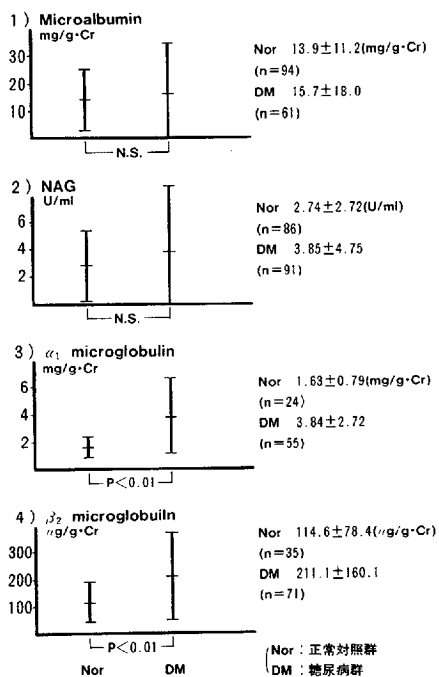 1) Microalbumin
mg/g·Cr
30
20
10
N.S.
Nor 13.9±11.2(mg/g·Cr)
(n=94)
DM 15.7±18.0
(n=61)
2) NAG
U/ml
6
4
2
N.S.
Nor 2.74±2.72(U/ml)
(n=86)
DM 3.85±4.75
(n=91)
3) α₁ microglobulin
mg/g·Cr
6
4
2
P<0.01
Nor 1.63±0.79(mg/g·Cr)
(n=24)
DM 3.84±2.72
(n=55)
4) β₂ microglobuiln
μg/g·Cr
300
200
100
P<0.01
Nor DM
Nor 114.6±78.4(μg/g·Cr)
(n=35)
DM 211.1±160.1
(n=71)
Nor：正常対照群
DM：糖尿病群